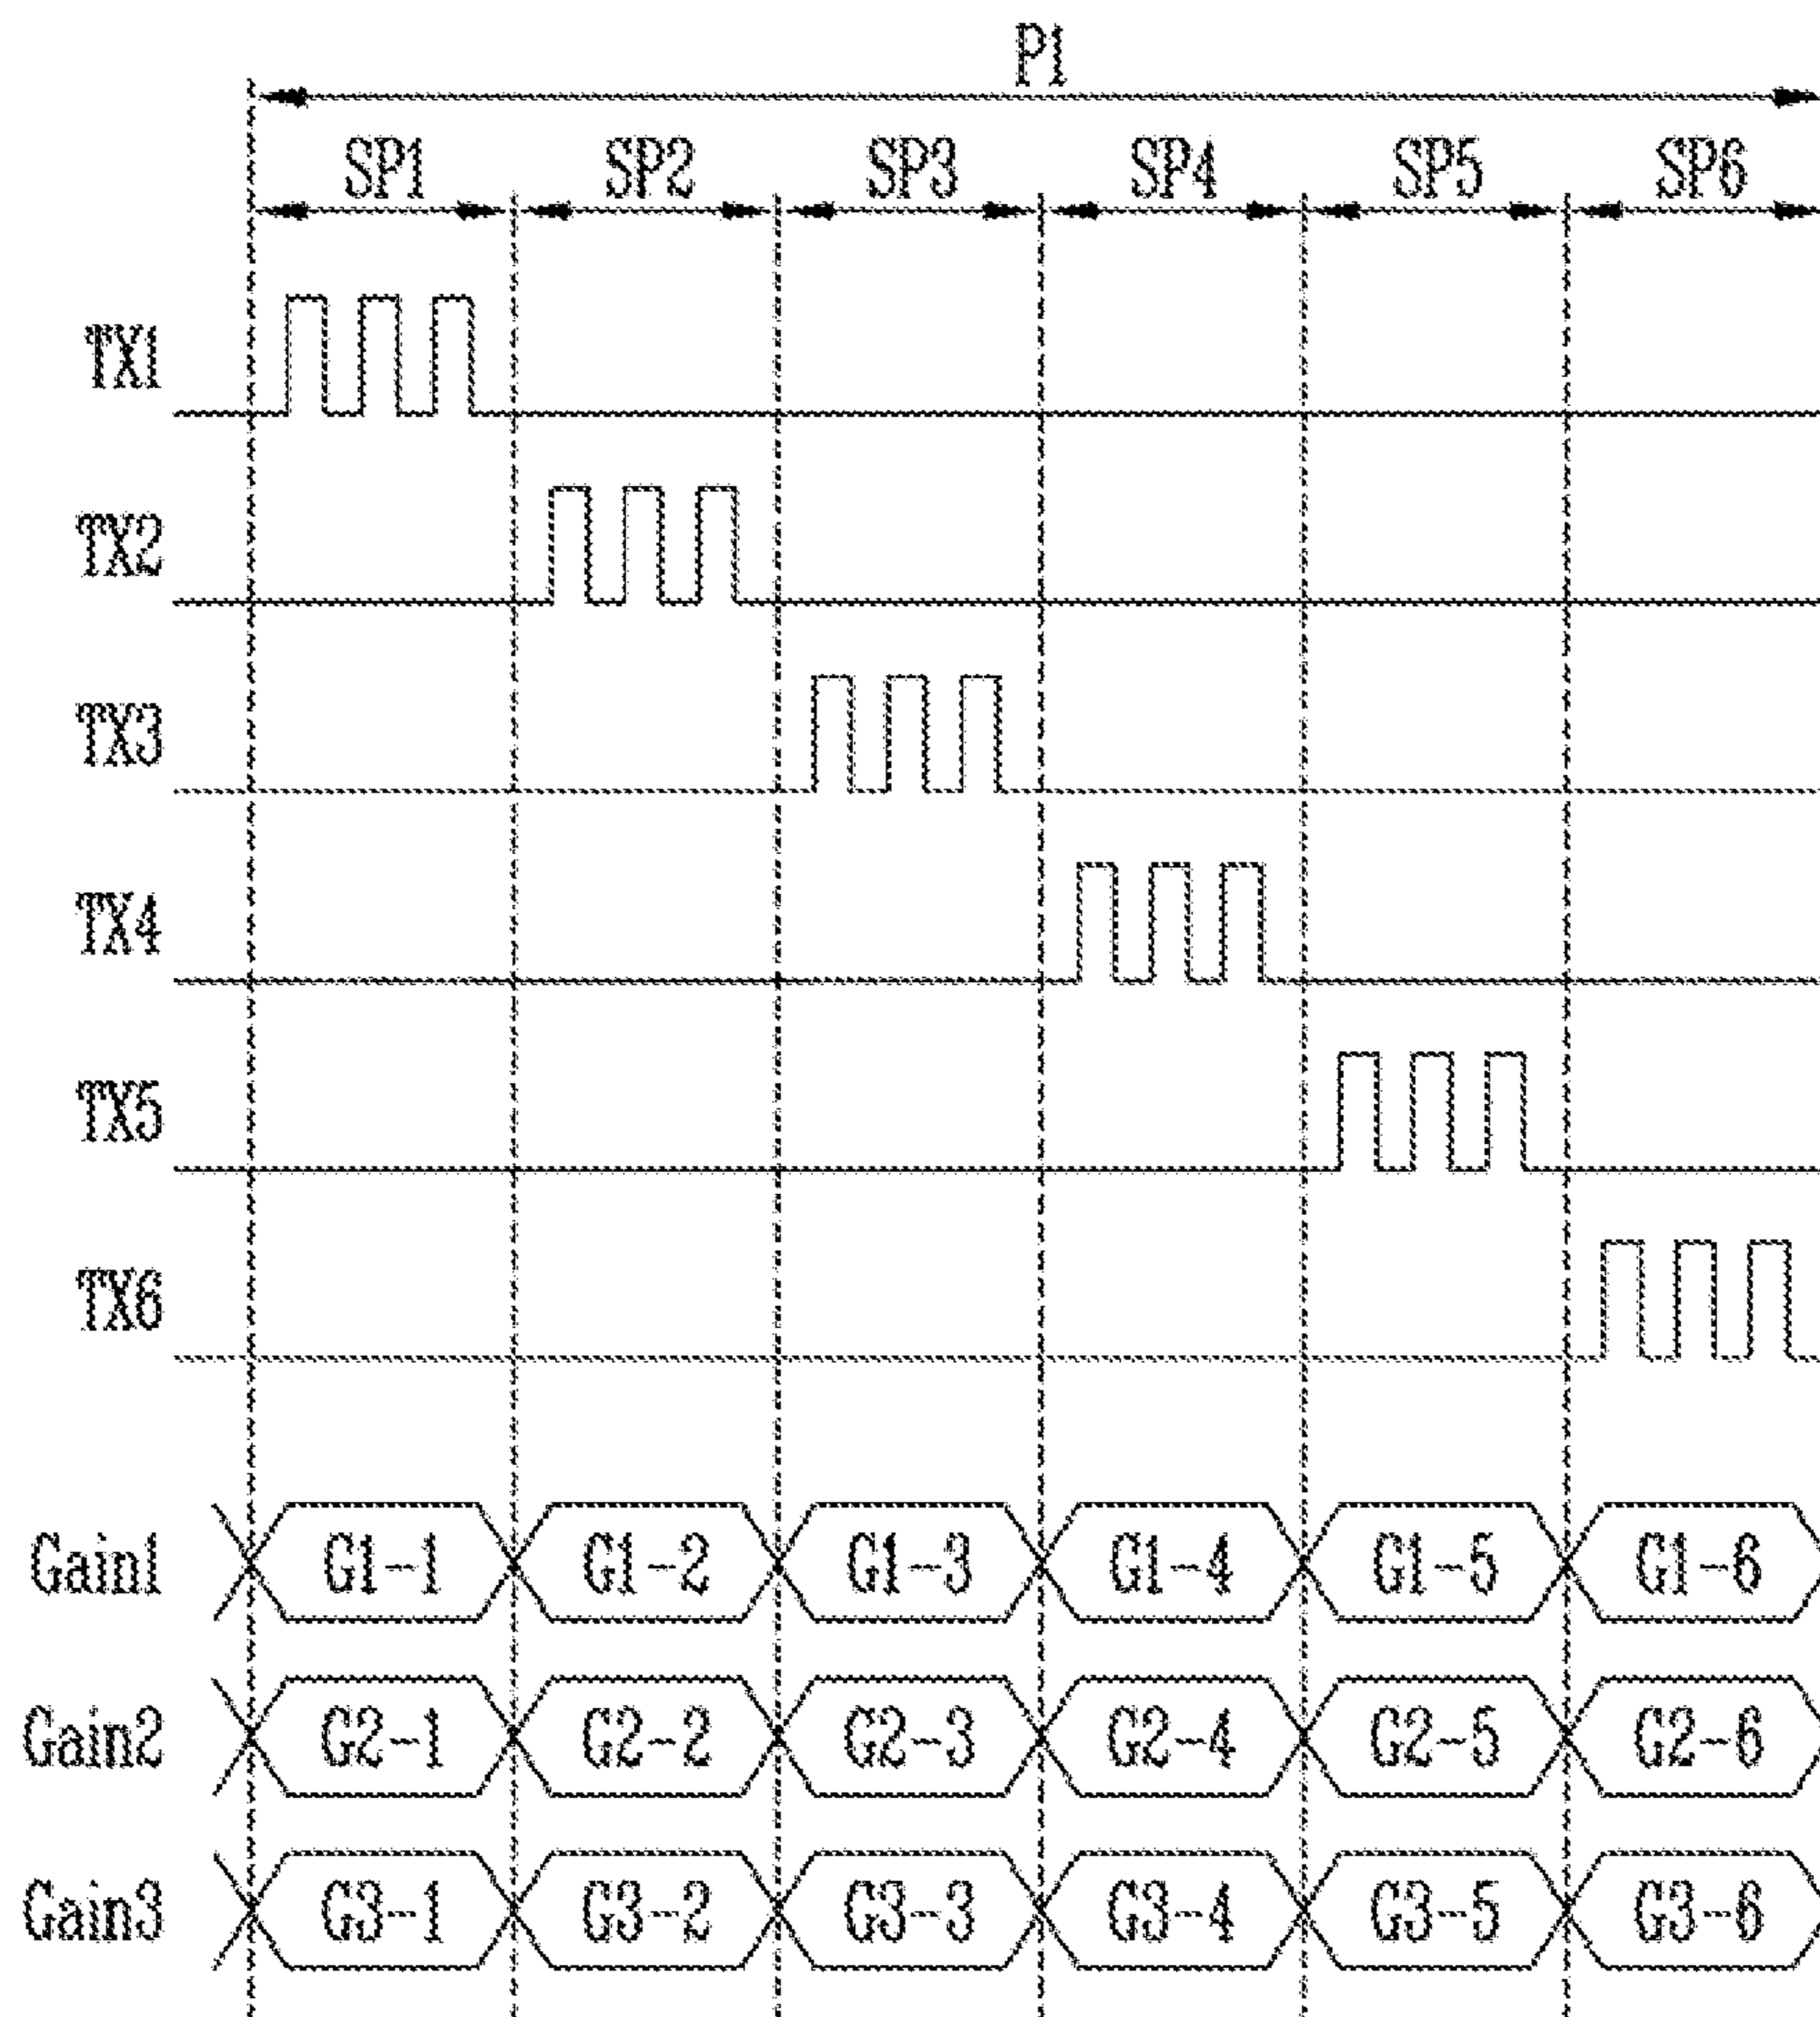 P1
SP1 SP2 SP3 SP4 SP5 SP6
TX1
TX2
TX3
TX4
TX5
TX6
Gain1 G1-1 G1-2 G1-3 G1-4 G1-5 G1-6
Gain2 G2-1 G2-2 G2-3 G2-4 G2-5 G2-6
Gain3 G3-1 G3-2 G3-3 G3-4 G3-5 G3-6